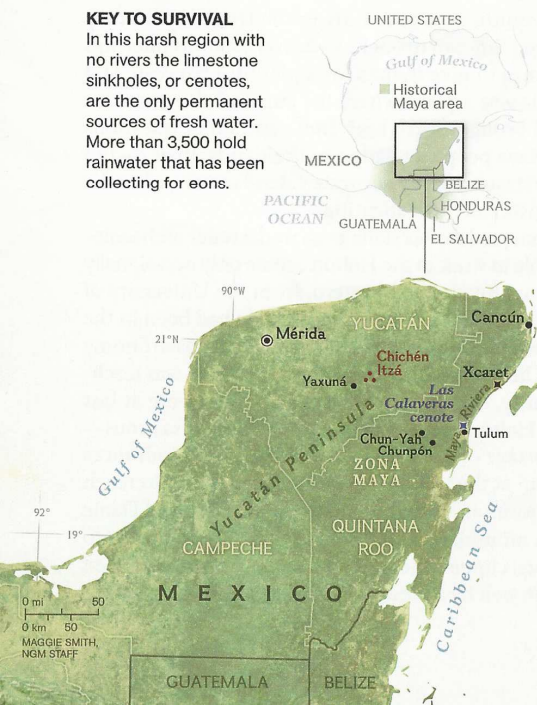 KEY TO SURVIVAL
In this harsh region with
no rivers the limestone
sinkholes, or cenotes,
are the only permanent
sources of fresh water.
More than 3,500 hold
rainwater that has been
collecting for eons.
UNITED STATES
Gulf of Mexico
Historical
Maya area
MEXICO
BELIZE
PACIFIC
OCEAN
HONDURAS
GUATEMALA
EL SALVADOR
90°W
21°N
Mérida
YUCATÁN
Cancún
Chichén
Itzá
Yaxuná
Xcaret
Las
Calaveras
cenote
Maya Riviera
Tulum
Chun-Yah
Chunpón
Gulf of Mexico
Yucatán Peninsula
ZONA
MAYA
92°
19°
CAMPECHE
QUINTANA
ROO
Caribbean Sea
MEXICO
0 mi 50
0 km 50
MAGGIE SMITH,
NGM STAFF
GUATEMALA
BELIZE